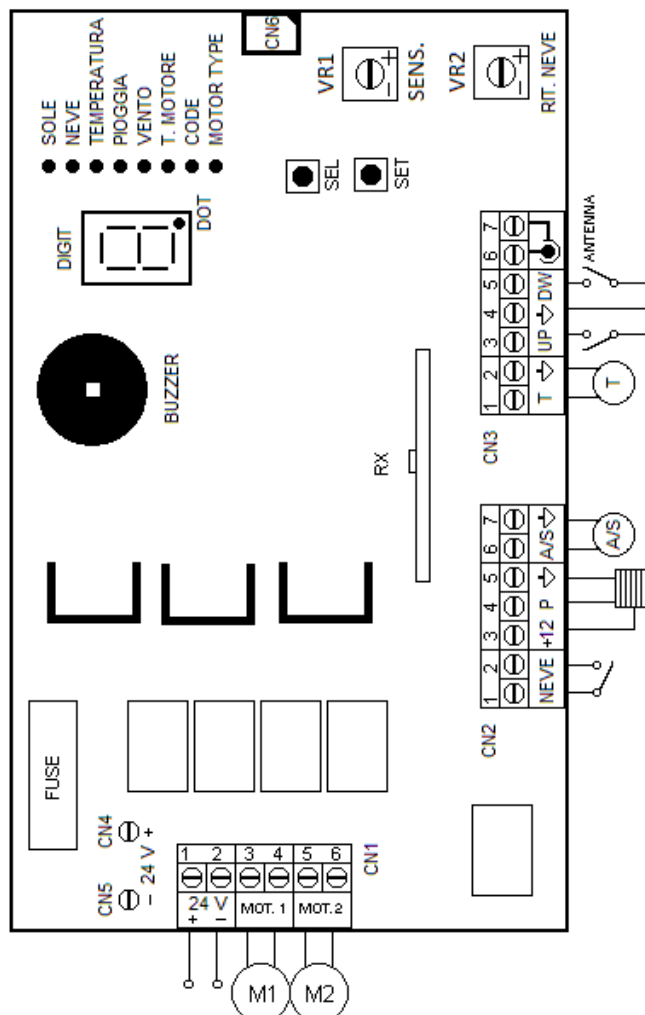 CN6
SOLE
NEVE
TEMPERATURA
PIOGGIA
VENTO
T. MOTORE
CODE
MOTOR TYPE
VR1
- +
SENS.
VR2
- +
RIT. NEVE
SEL
SET
DIGIT
DOT
BUZZER
RX
ANTENNA
CN3
1 2 3 4 5 6 7
T UP DW
T
CN2
1 2 3 4 5 6 7
NEVE +12 P A/S
A/S
FUSE
CN4
CN5
- 24 V +
CN1
1 2 3 4 5 6
24 V
+ -
MOT. 1
MOT. 2
M1
M2